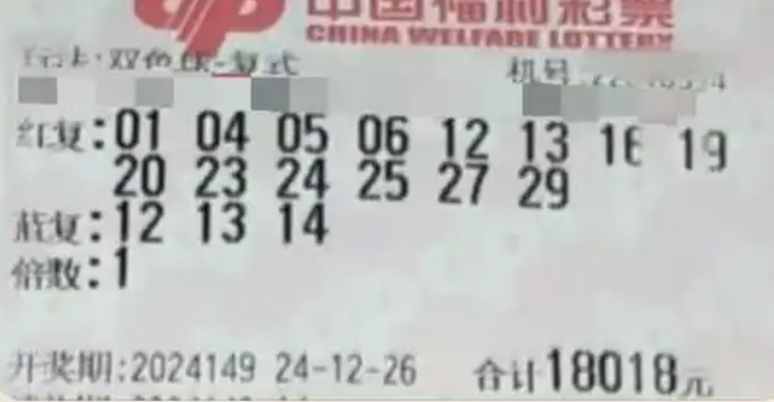 中国福利彩票
CHINA WELFARE LOTTERY
双色球-复式
机号:
红复:01 04 05 06 12 13 16 19
20 23 24 25 27 29
蓝复:12 13 14
倍数:1
开奖期:2024149 24-12-26 合计18018元